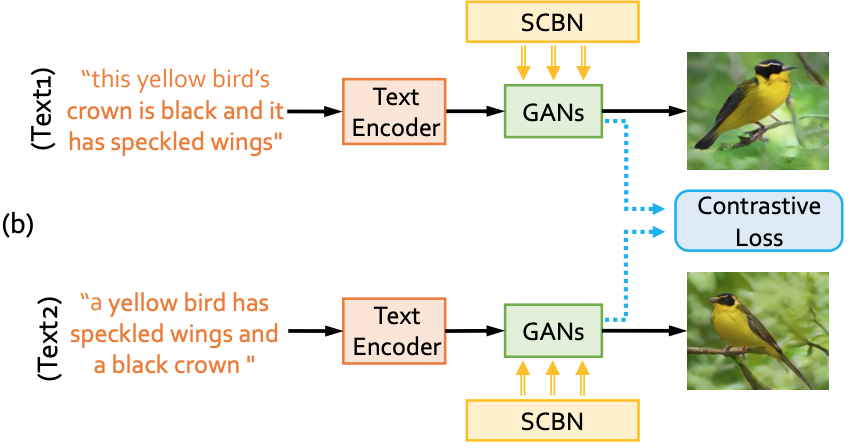 SCBN
(Text1)
“this yellow bird’s
crown is black and it
has speckled wings"
Text
Encoder
GANs
(b)
Contrastive
Loss
(Text2)
“a yellow bird has
speckled wings and
a black crown "
Text
Encoder
GANs
SCBN